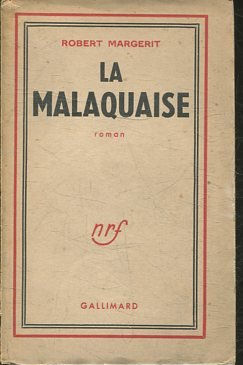 ROBERT MARGERIT
LA
MALAQUAISE
roman
nrf
GALLIMARD